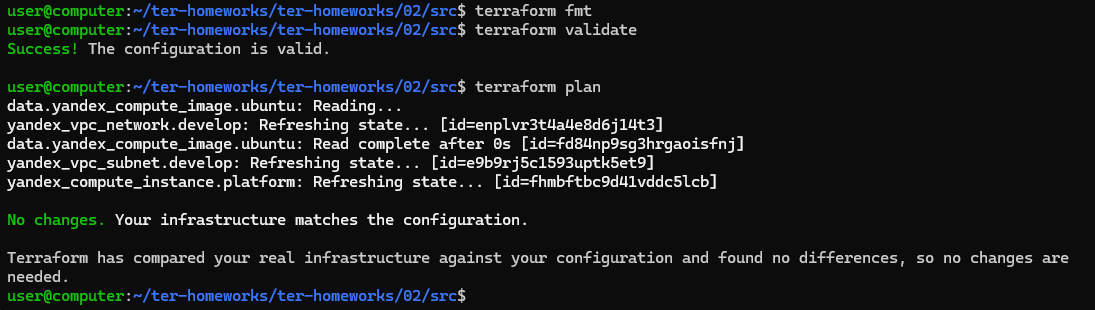 user@computer:~/ter-homeworks/ter-homeworks/02/src$ terraform fmt
user@computer:~/ter-homeworks/ter-homeworks/02/src$ terraform validate
Success! The configuration is valid.

user@computer:~/ter-homeworks/ter-homeworks/02/src$ terraform plan
data.yandex_compute_image.ubuntu: Reading...
yandex_vpc_network.develop: Refreshing state... [id=enplvr3t4a4e8d6j14t3]
data.yandex_compute_image.ubuntu: Read complete after 0s [id=fd84np9sg3hrgaoisfnj]
yandex_vpc_subnet.develop: Refreshing state... [id=e9b9rj5c1593uptk5et9]
yandex_compute_instance.platform: Refreshing state... [id=fhmbftbc9d41vddc5lcb]

No changes. Your infrastructure matches the configuration.

Terraform has compared your real infrastructure against your configuration and found no differences, so no changes are
needed.
user@computer:~/ter-homeworks/ter-homeworks/02/src$